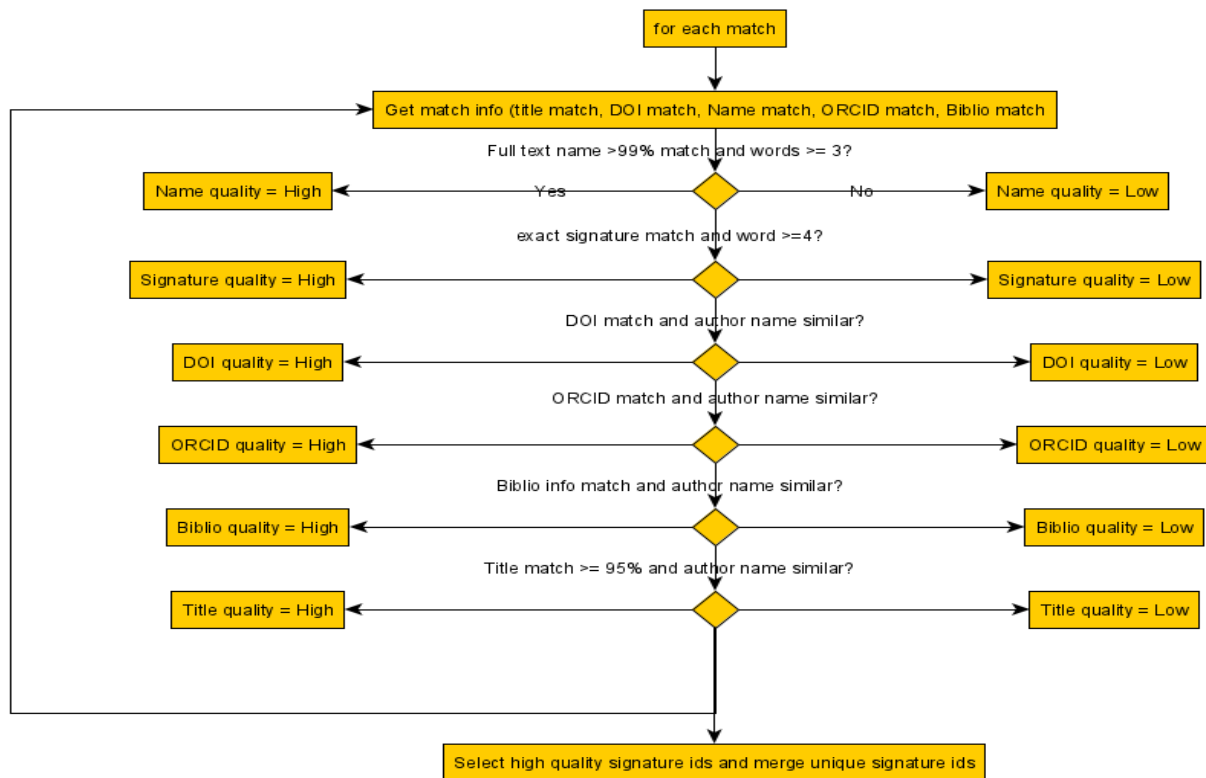 for each match
Get match info (title match, DOI match, Name match, ORCID match, Biblio match
Full text name >99% match and words >= 3?
Name quality = High
Yes
No
Name quality = Low
exact signature match and word >=4?
Signature quality = High
Signature quality = Low
DOI match and author name similar?
DOI quality = High
DOI quality = Low
ORCID match and author name similar?
ORCID quality = High
ORCID quality = Low
Biblio info match and author name similar?
Biblio quality = High
Biblio quality = Low
Title match >= 95% and author name similar?
Title quality = High
Title quality = Low
Select high quality signature ids and merge unique signature ids